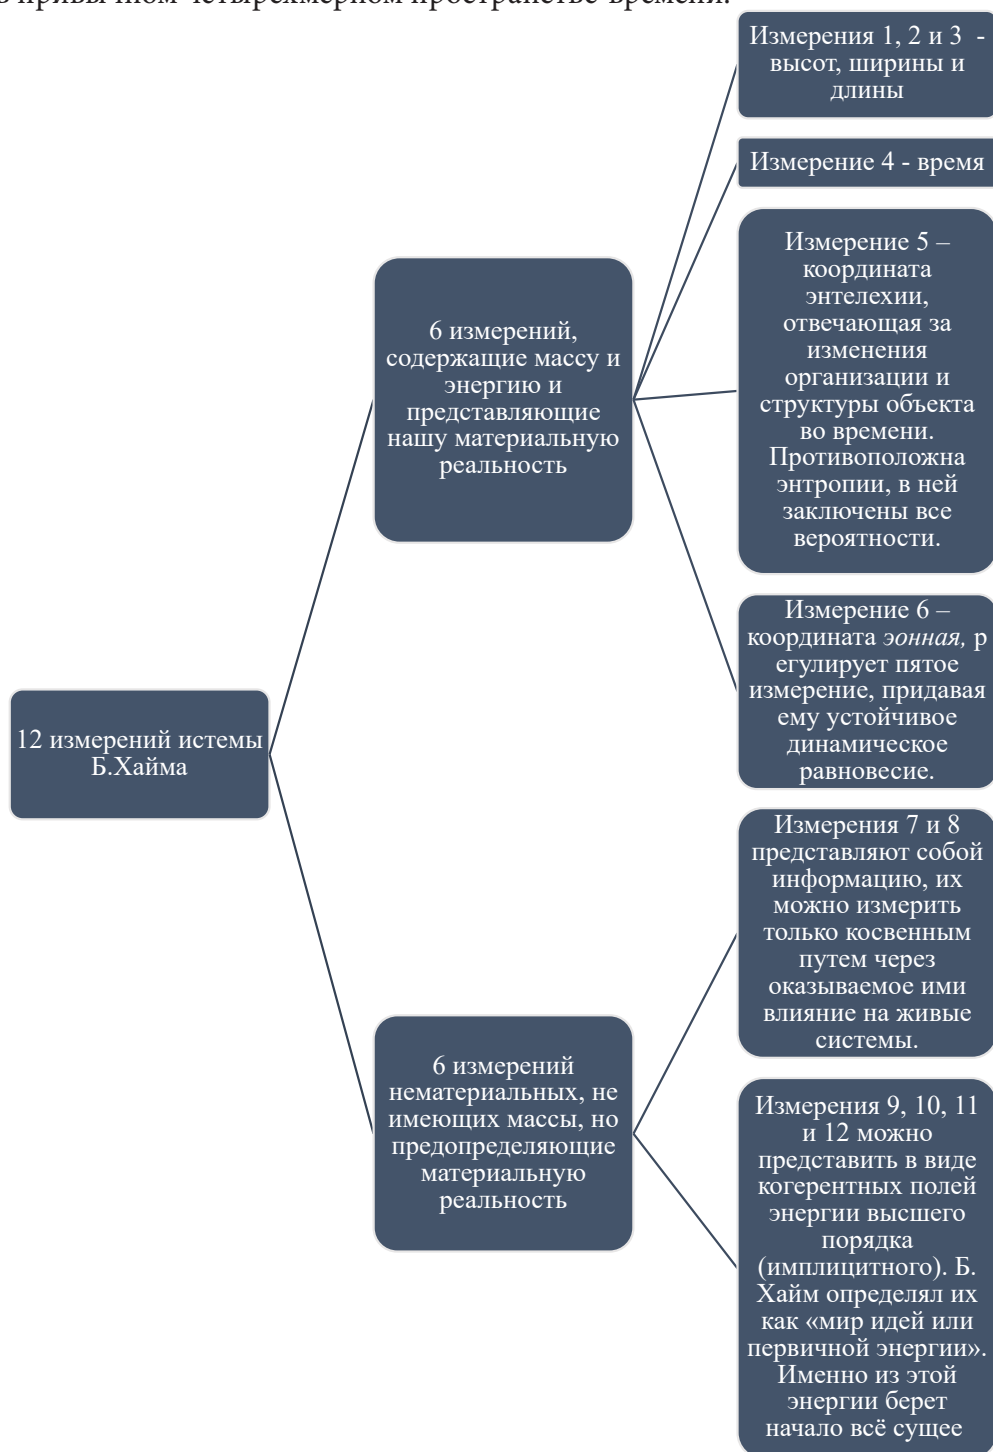 в привычном четырехмерном пространстве-времени.
Измерения 1, 2 и 3 -
высот, ширины и
длины
Измерение 4 - время
Измерение 5 –
координата
энтелехии,
отвечающая за
изменения
организации и
структуры объекта
во времени.
Противоположна
энтропии, в ней
заключены все
вероятности.
6 измерений,
содержащие массу и
энергию и
представляющие
нашу материальную
реальность
Измерение 6 –
координата эонная, р
егулирует пятое
измерение, придавая
ему устойчивое
динамическое
равновесие.
12 измерений истемы
Б.Хайма
Измерения 7 и 8
представляют собой
информацию, их
можно измерить
только косвенным
путем через
оказываемое ими
влияние на живые
системы.
6 измерений
нематериальных, не
имеющих массы, но
предопределяющие
материальную
реальность
Измерения 9, 10, 11
и 12 можно
представить в виде
когерентных полей
энергии высшего
порядка
(имплицитного). Б.
Хайм определял их
как «мир идей или
первичной энергии».
Именно из этой
энергии берет
начало всё сущее